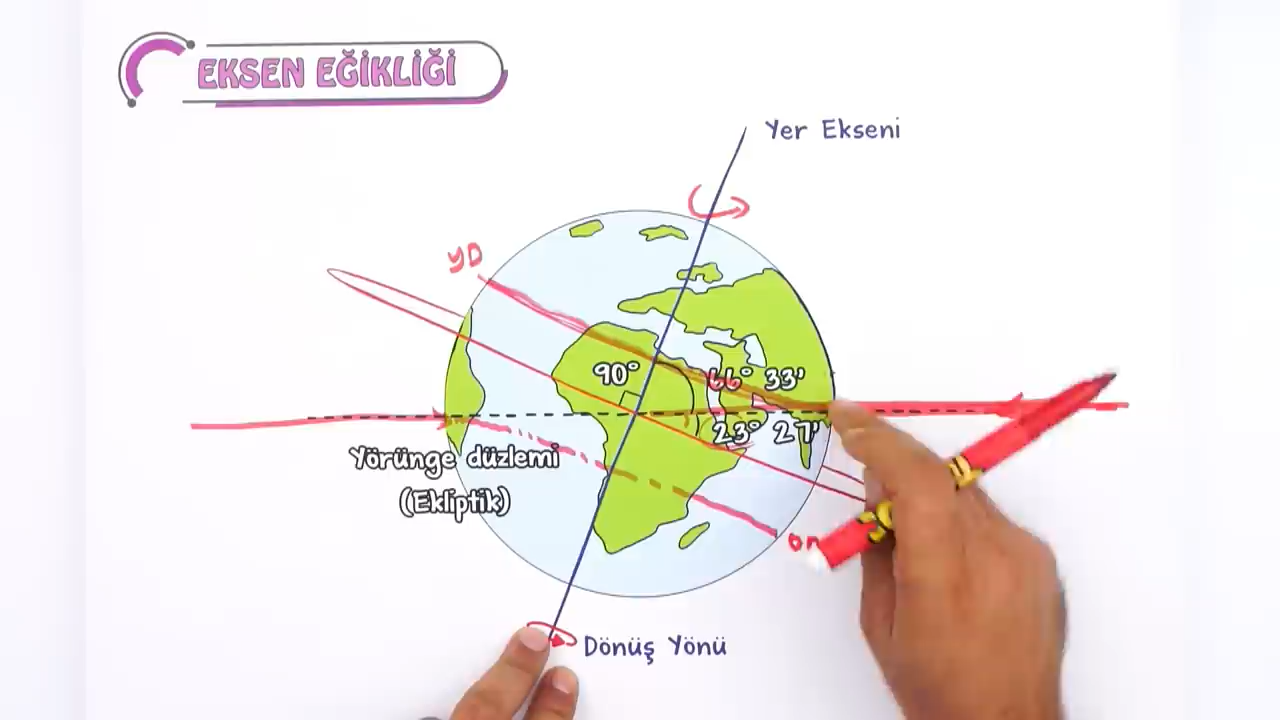 EKSEN EĞİKLİĞİ
Yer Ekseni
YD
90°
66° 33'
23° 27'
Yörünge düzlemi
(Ekliptik)
Dönüş Yönü